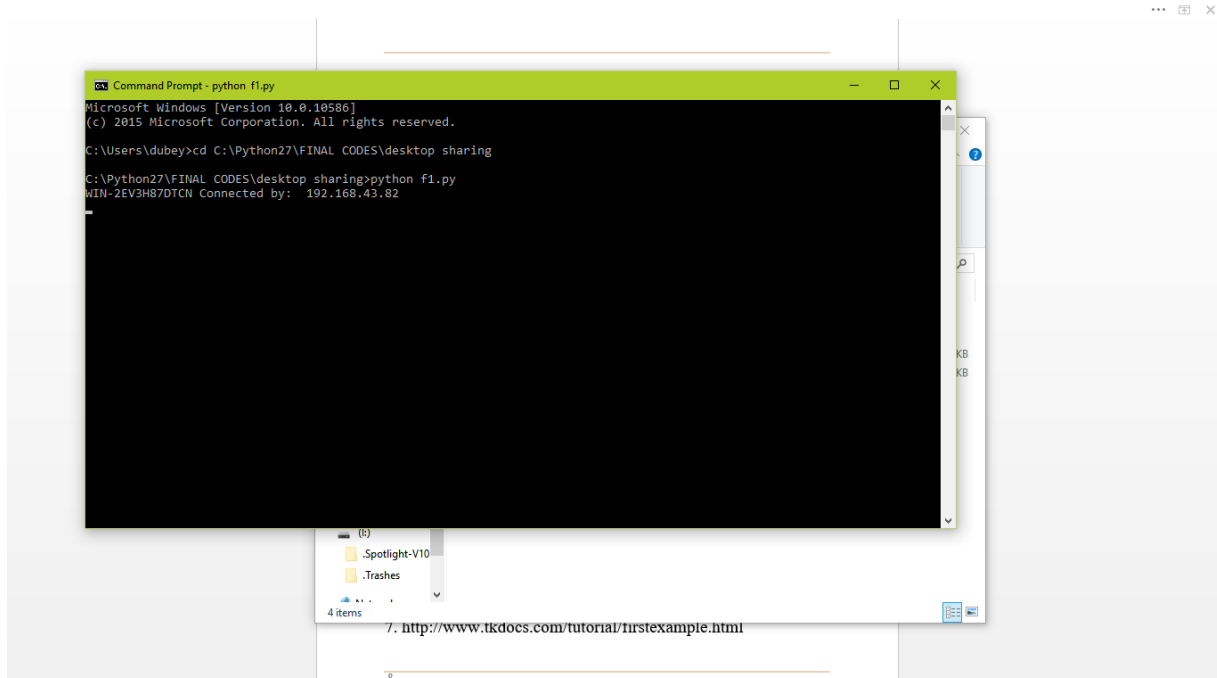 Command Prompt - python f1.py
Microsoft Windows [Version 10.0.10586]
(c) 2015 Microsoft Corporation. All rights reserved.
C:\Users\dubey>cd C:\Python27\FINAL CODES\desktop sharing
C:\Python27\FINAL CODES\desktop sharing>python f1.py
WIN-2EV3H87DTCN Connected by:  192.168.43.82
KB
KB
(I:)
.Spotlight-V10
.Trashes
4 items
7. http://www.tkdocs.com/tutorial/firstexample.html